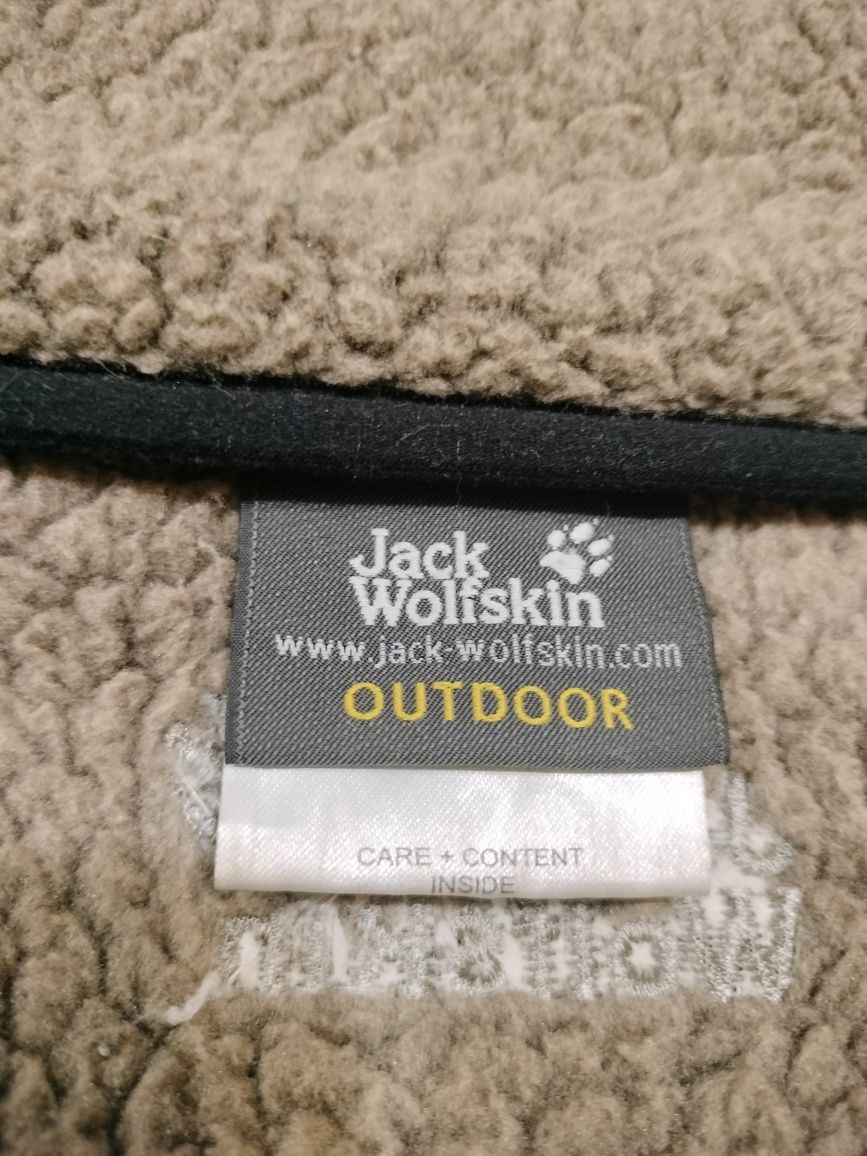 Jack
Wolfskin
www.jack-wolfskin.com
OUTDOOR
CARE + CONTENT
INSIDE